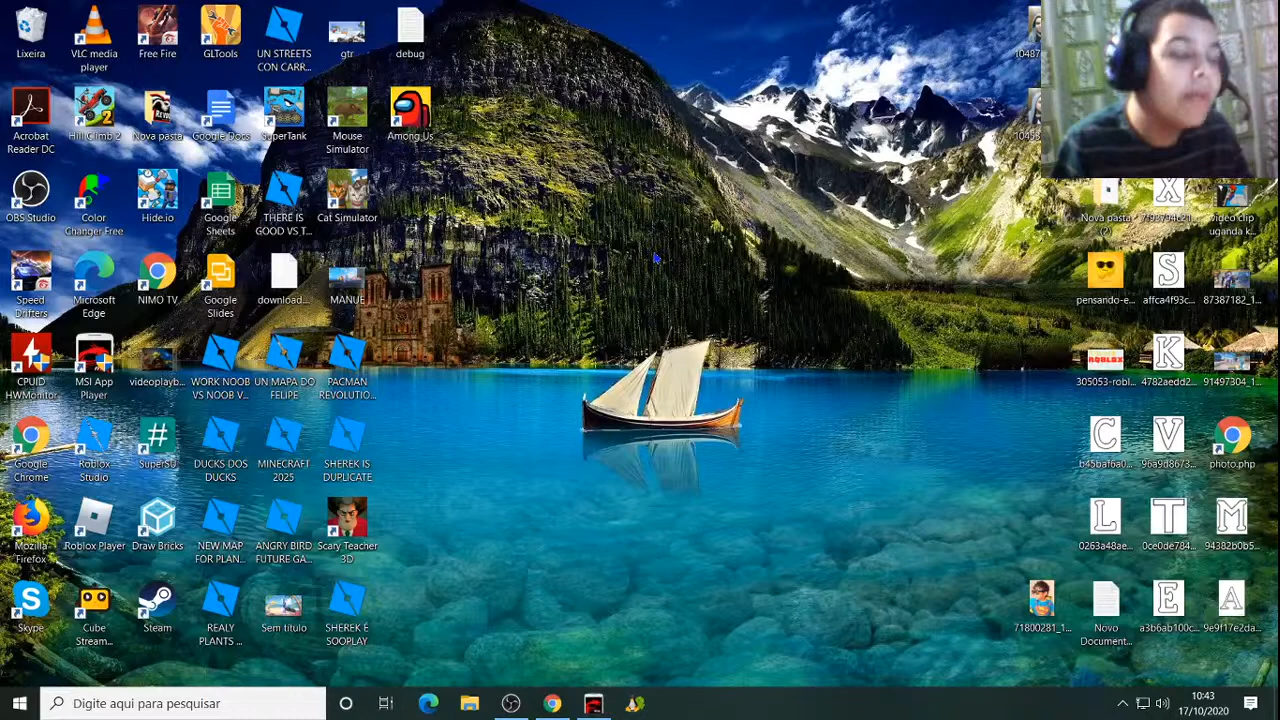 Lixeira
VLC media
player
Free Fire
GLTools
UN STREETS
CON CARR...
gtr
debug
10487
Acrobat
Reader DC
Hill Climb 2
Nova pasta
Google Docs
SuperTank
Mouse
Simulator
Among Us
OBS Studio
Color
Changer Free
Hide.io
Google
Sheets
THERE IS
GOOD VS T...
Cat Simulator
Nova pasta
(2)
video clip
uganda k...
Speed
Drifters
Microsoft
Edge
NIMO TV
Google
Slides
download...
MANUE
pensando-e...
affca4f93c...
87387182_1...
CPUID
HWMonitor
MSI App
Player
videoplayb...
WORK NOOB
VS NOOB V...
UN MAPA DO
FELIPE
PACMAN
REVOLUTIO...
ROBLOX
305053-robl...
4782aedd2...
91497304_1...
Google
Chrome
Roblox
Studio
SuperSU
DUCKS DOS
DUCKS
MINECRAFT
2025
SHEREK IS
DUPLICATE
b45baf6a0...
96a9d8673...
photo.php
Mozilla
Firefox
Roblox Player
Draw Bricks
NEW MAP
FOR PLAN...
ANGRY BIRD
FUTURE GA...
Scary Teacher
3D
0263a48ae...
0ce0de784...
94382b0b5...
Skype
Cube
Stream...
Steam
REALY
PLANTS ...
Sem título
SHEREK E
SOOPLAY
71800281_1...
Novo
Document...
a3b6ab100c...
9e9f17e2da...
X
S
K
C
V
L
T
M
E
A
Digite aqui para pesquisar
10:43
17/10/2020